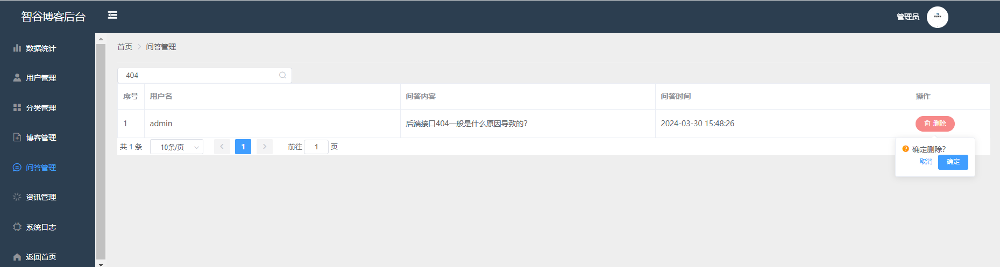 智谷博客后台
管理员
数据统计
用户管理
分类管理
博客管理
问答管理
资讯管理
系统日志
返回首页
首页 > 问答管理
404
序号 用户名 问答内容 问答时间 操作
1 admin 后端接口404一般是什么原因导致的? 2024-03-30 15:48:26 删除
共 1 条 10条/页 1 前往 1 页
确定删除?
取消 确定